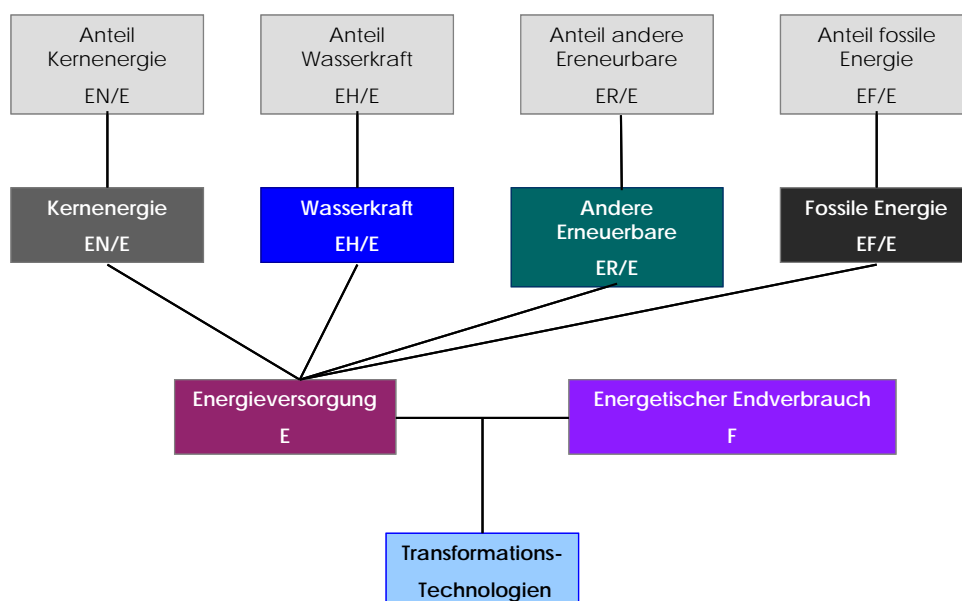 Anteil
Kernenergie
EN/E
Anteil
Wasserkraft
EH/E
Anteil andere
Ereneurbare
ER/E
Anteil fossile
Energie
EF/E
Kernenergie
EN/E
Wasserkraft
EH/E
Andere
Erneuerbare
ER/E
Fossile Energie
EF/E
Energieversorgung
E
Energetischer Endverbrauch
F
Transformations-
Technologien